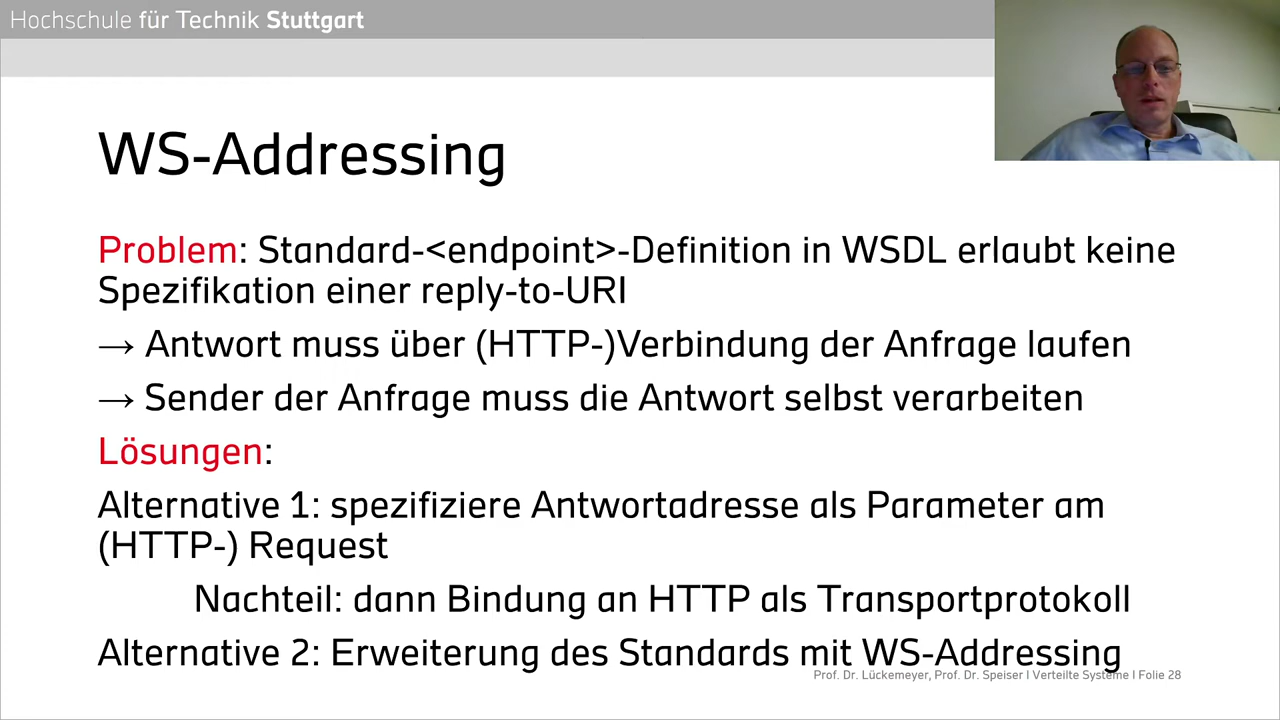 Hochschule für Technik Stuttgart
WS-Addressing
Problem: Standard-<endpoint>-Definition in WSDL erlaubt keine
Spezifikation einer reply-to-URI
→ Antwort muss über (HTTP-)Verbindung der Anfrage laufen
→ Sender der Anfrage muss die Antwort selbst verarbeiten
Lösungen:
Alternative 1: spezifiziere Antwortadresse als Parameter am
(HTTP-) Request
Nachteil: dann Bindung an HTTP als Transportprotokoll
Alternative 2: Erweiterung des Standards mit WS-Addressing
Prof. Dr. Lückemeyer, Prof. Dr. Speiser I Verteilte Systeme I Folie 28